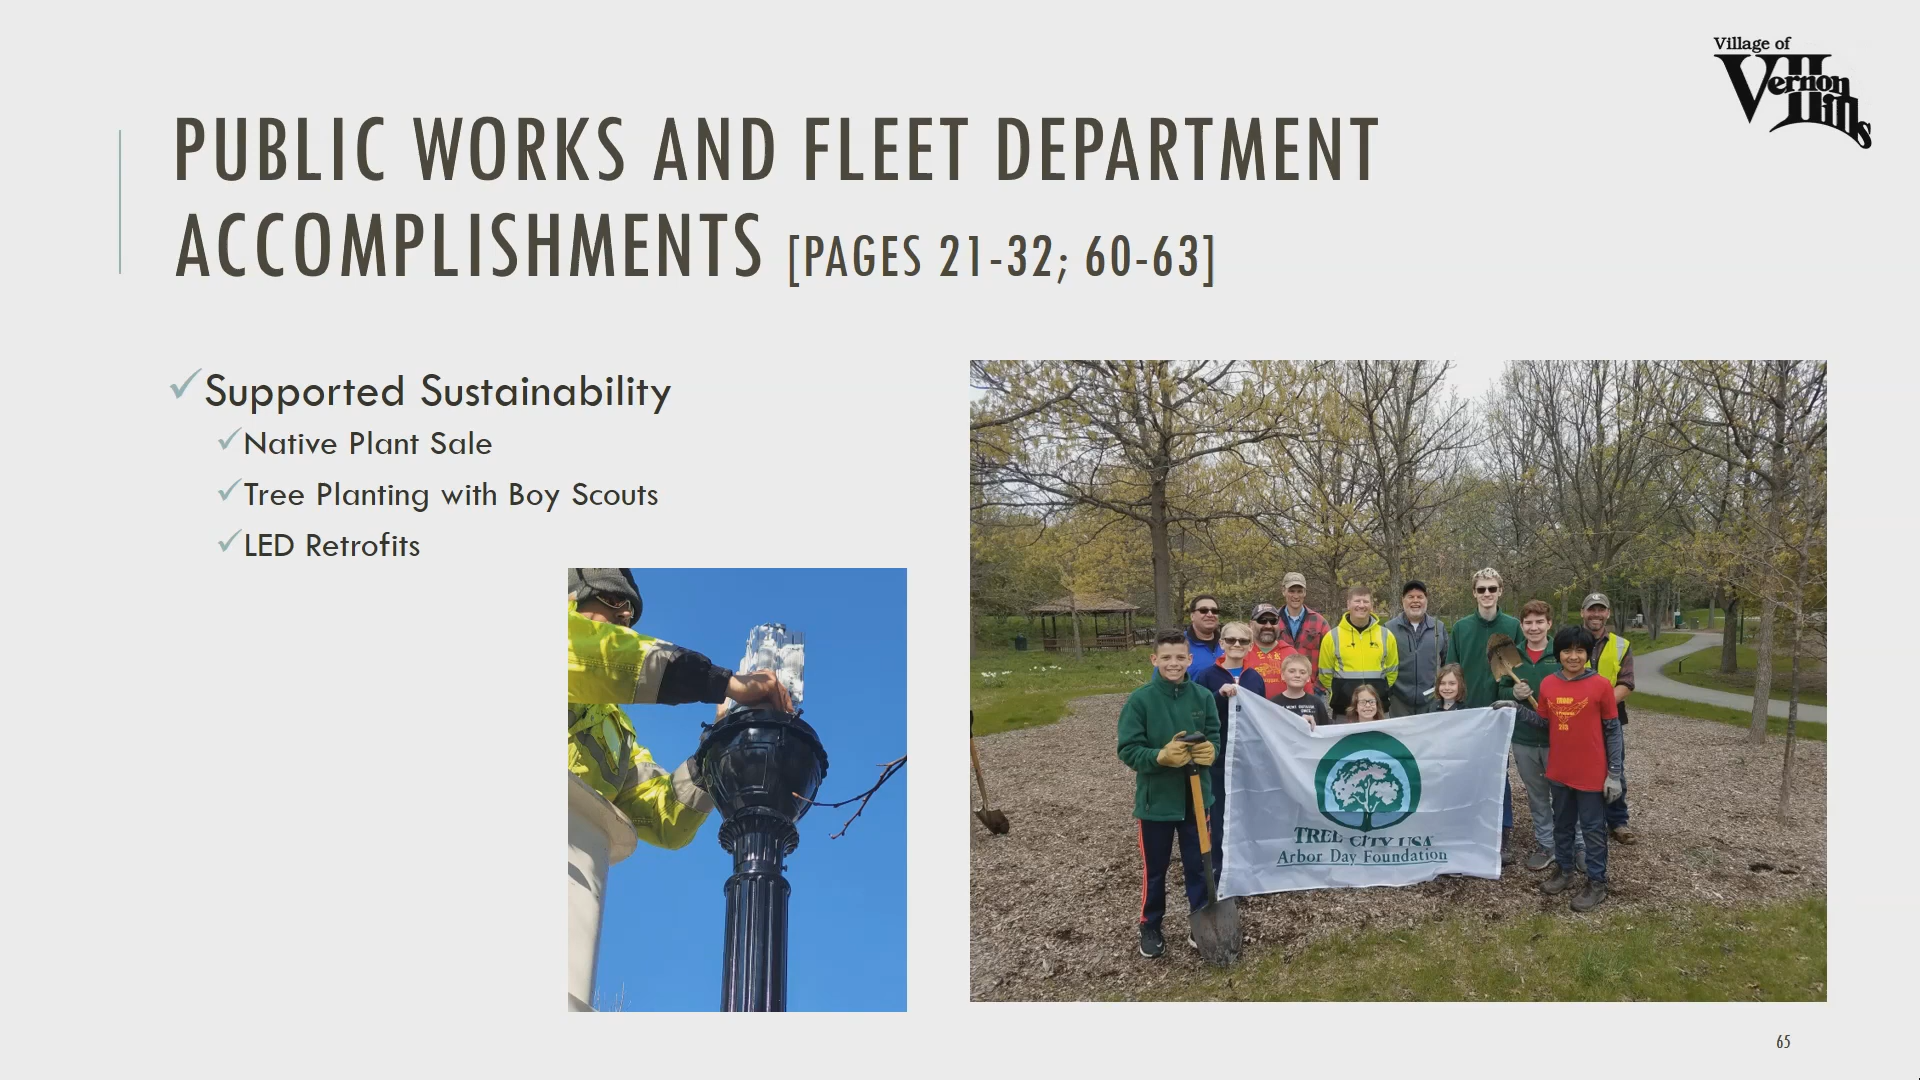 Village of
Vernon
Hills
PUBLIC WORKS AND FLEET DEPARTMENT
ACCOMPLISHMENTS [PAGES 21-32; 60-63]
Supported Sustainability
Native Plant Sale
Tree Planting with Boy Scouts
LED Retrofits
TREE CITY USA
Arbor Day Foundation
TROOP
65